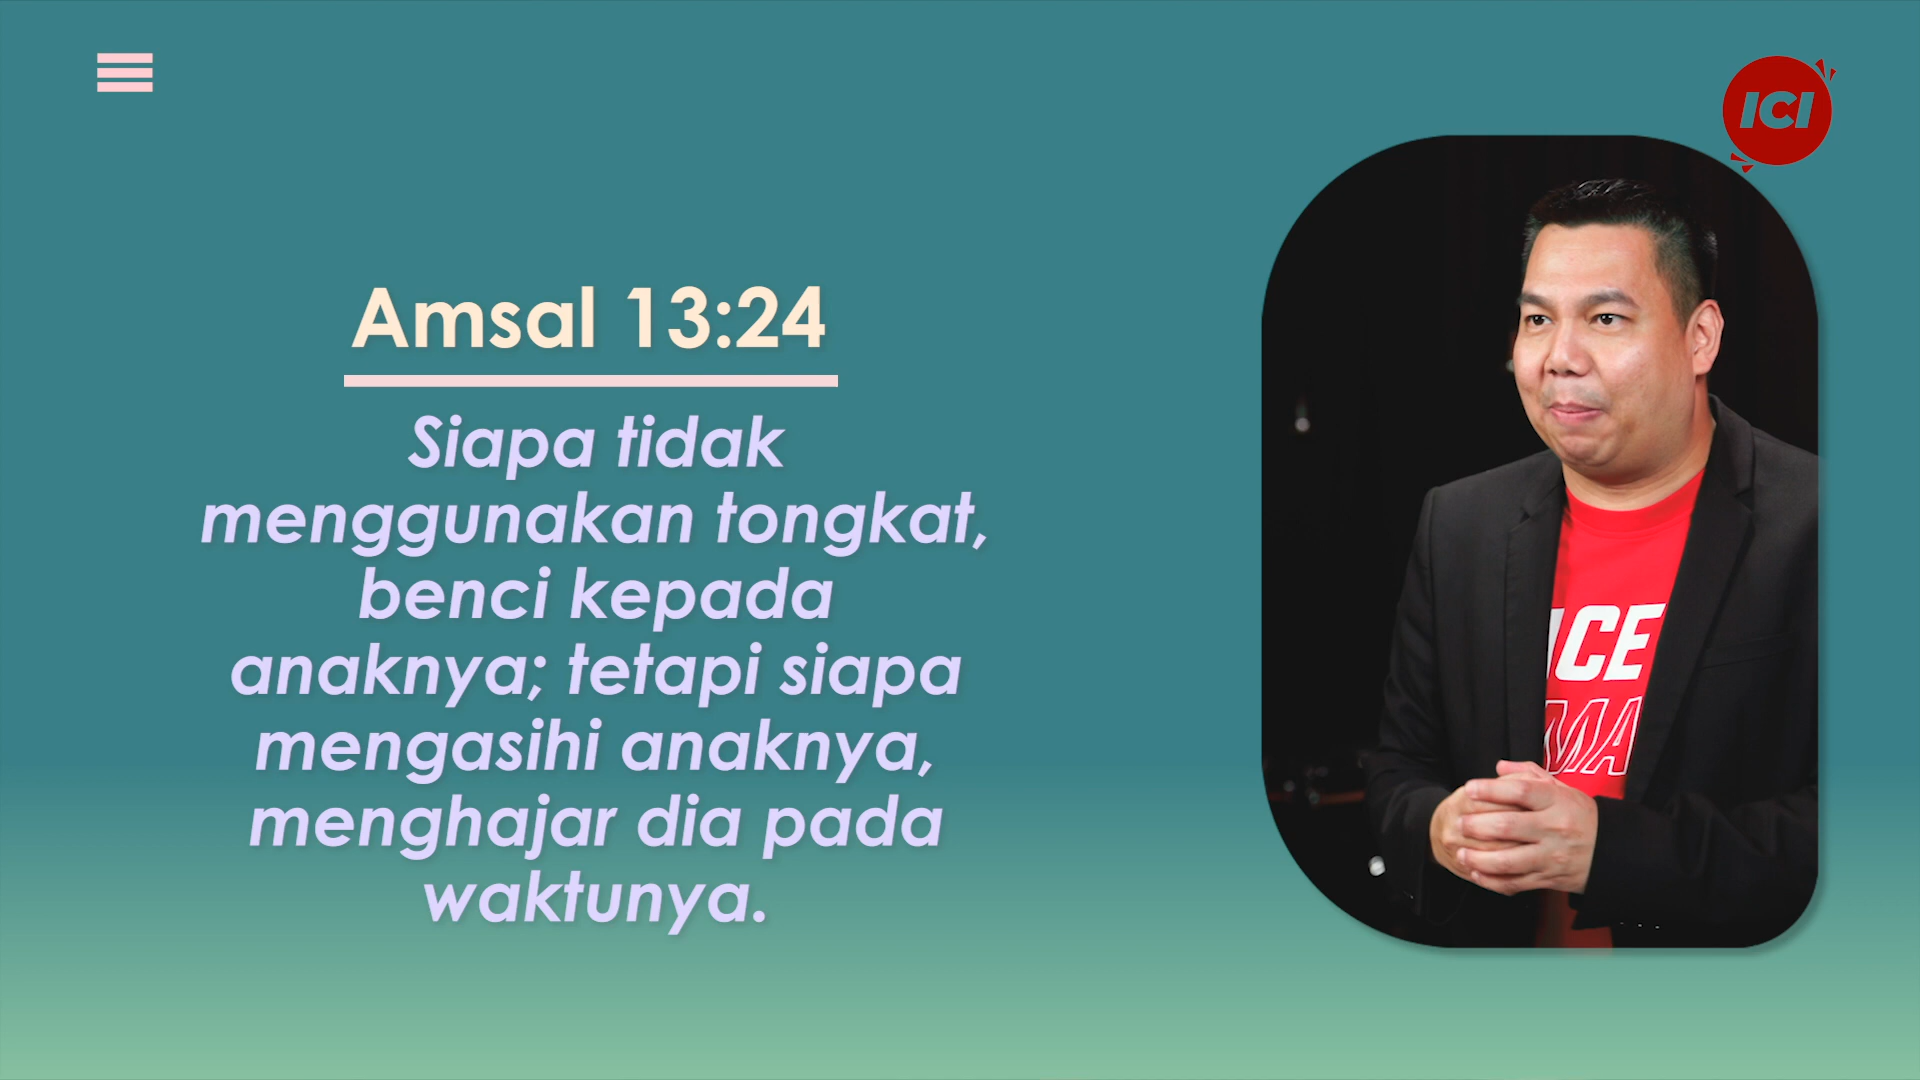 ICI
Amsal 13:24
Siapa tidak
menggunakan tongkat,
benci kepada
anaknya; tetapi siapa
mengasihi anaknya,
menghajar dia pada
waktunya.